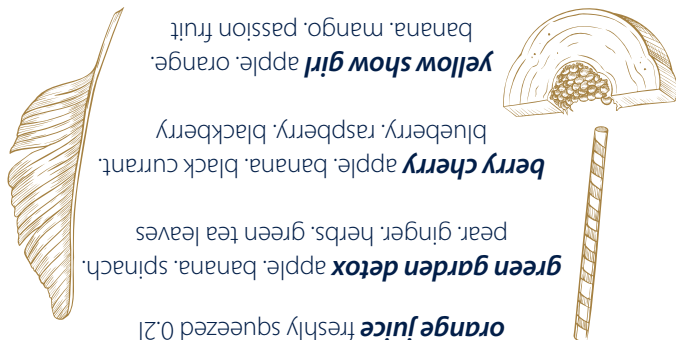 orange juice freshly squeezed 0.2l
green garden detox apple. banana. spinach.
pear. ginger. herbs. green tea leaves
berry cherry apple. banana. black currant.
blueberry. raspberry. blackberry
yellow show girl apple. orange.
banana. mango. passion fruit